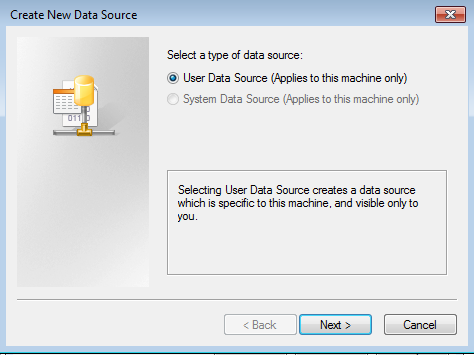 Create New Data Source
Select a type of data source:
User Data Source (Applies to this machine only)
System Data Source (Applies to this machine only)
01101
Selecting User Data Source creates a data source
which is specific to this machine, and visible only to
you.
< Back
Next >
Cancel